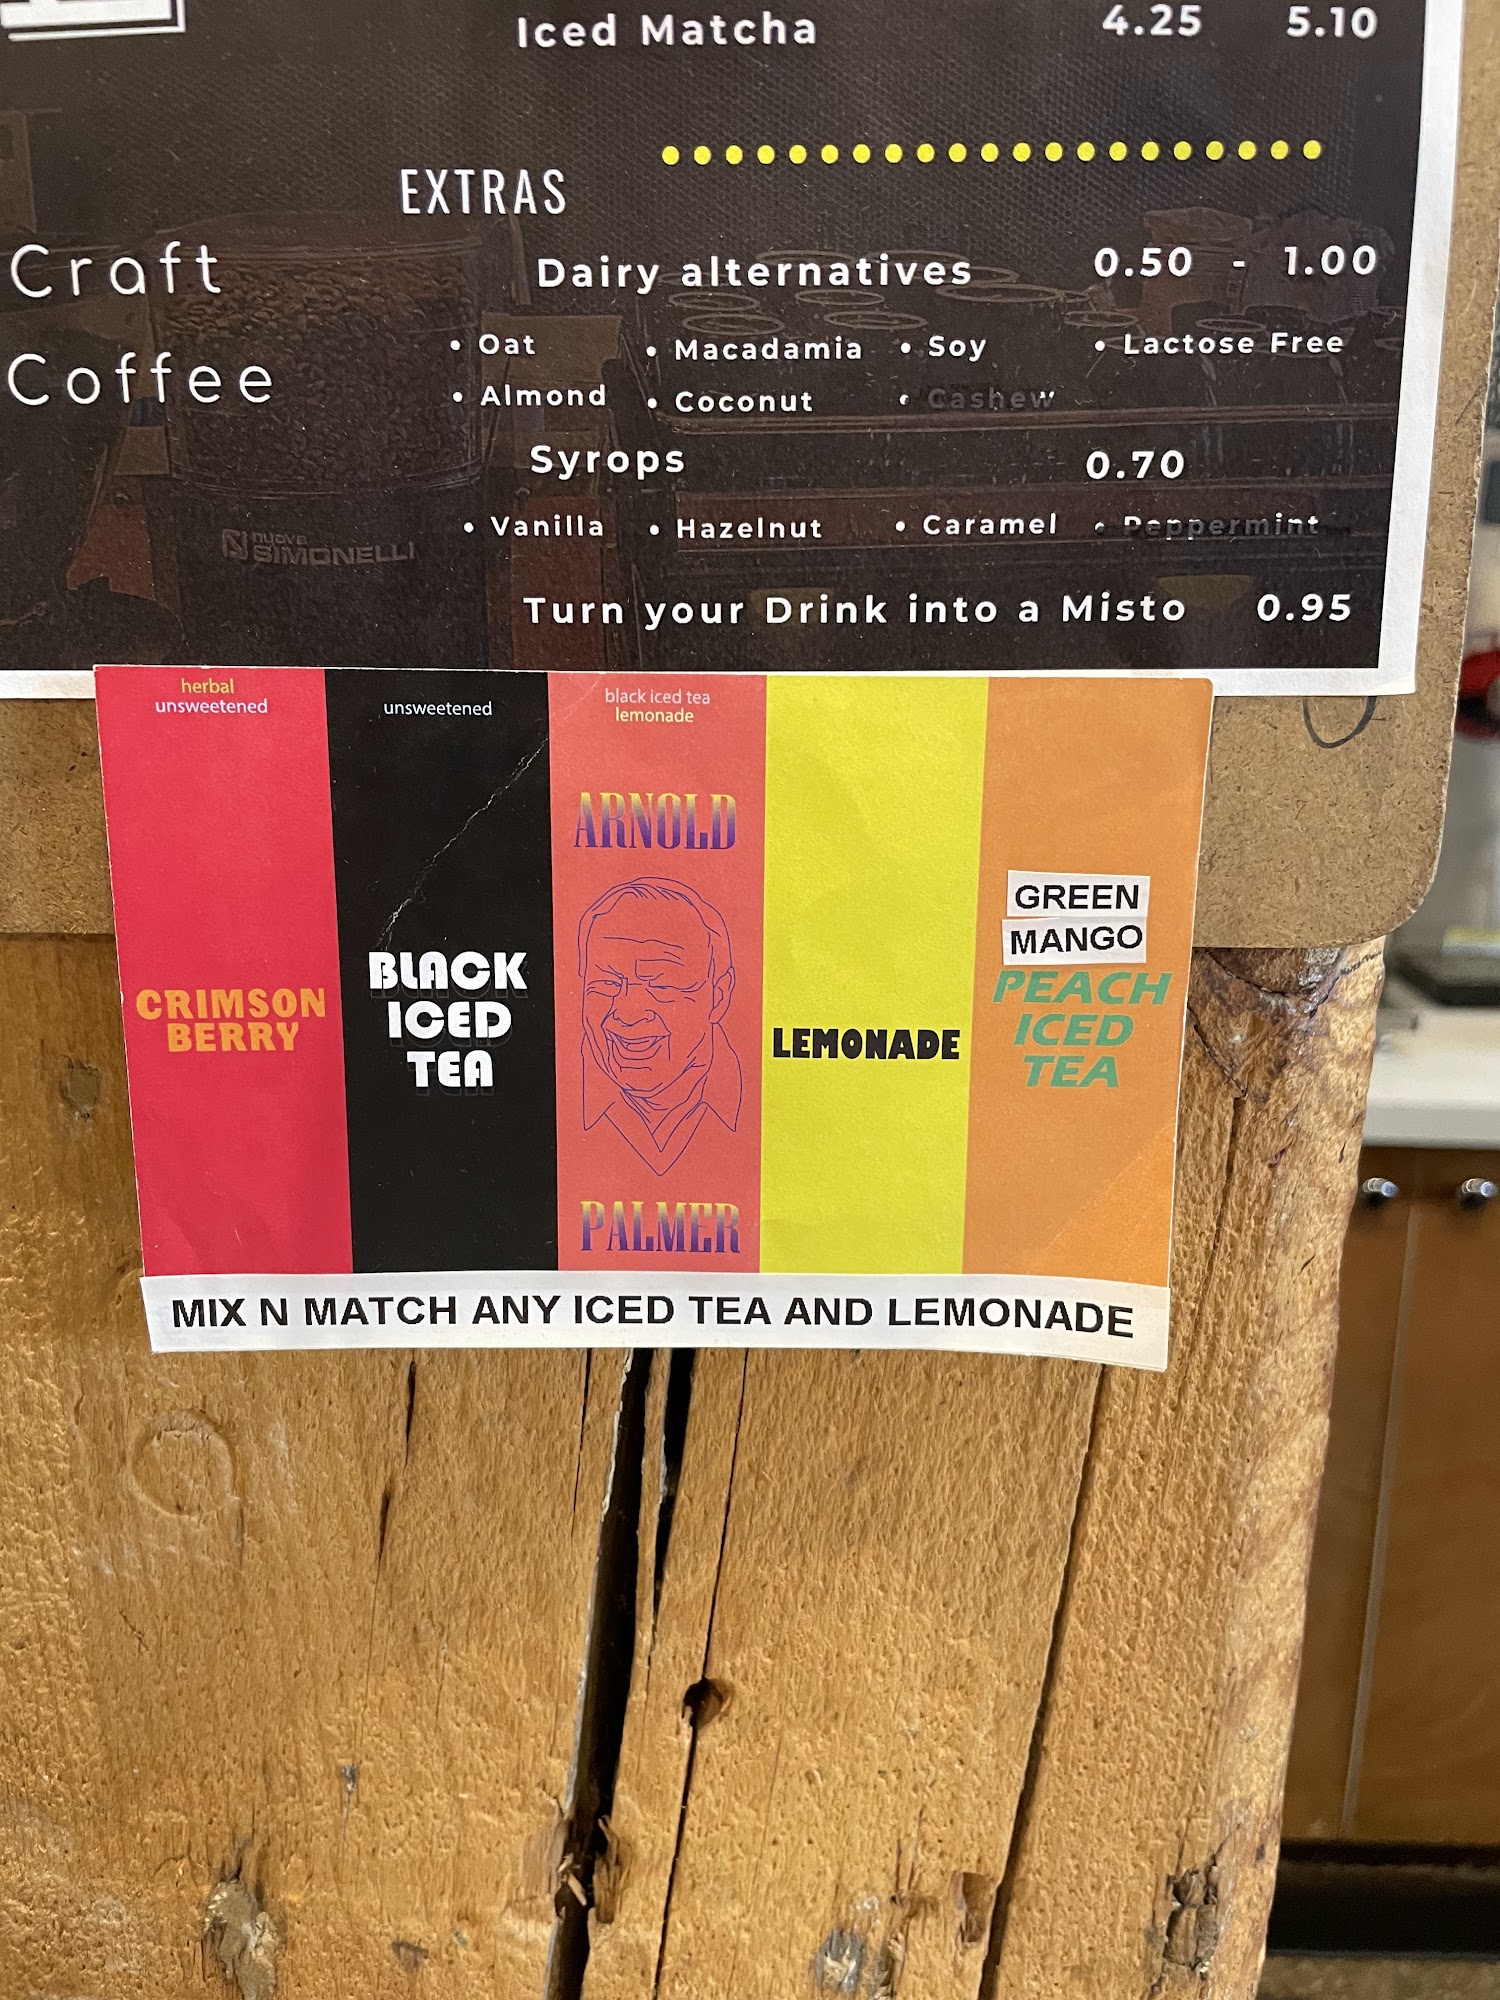 Iced Matcha 4.25 5.10
EXTRAS
Craft
Coffee
Dairy alternatives 0.50 - 1.00
• Oat • Macadamia • Soy • Lactose Free
• Almond • Coconut • Cashew
Syrops 0.70
• Vanilla • Hazelnut • Caramel • Peppermint
nuova
SIMONELLI
Turn your Drink into a Misto 0.95
herbal
unsweetened
CRIMSON
BERRY
unsweetened
BLACK
ICED
TEA
black iced tea
lemonade
ARNOLD
PALMER
LEMONADE
GREEN
MANGO
PEACH
ICED
TEA
MIX N MATCH ANY ICED TEA AND LEMONADE